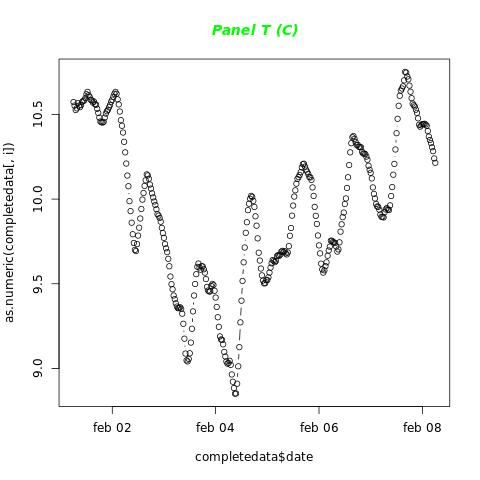 Panel T (C)
as.numeric(completedata[, i])
10.5
10.0
9.5
9.0
feb 02
feb 04
feb 06
feb 08
completedata$date